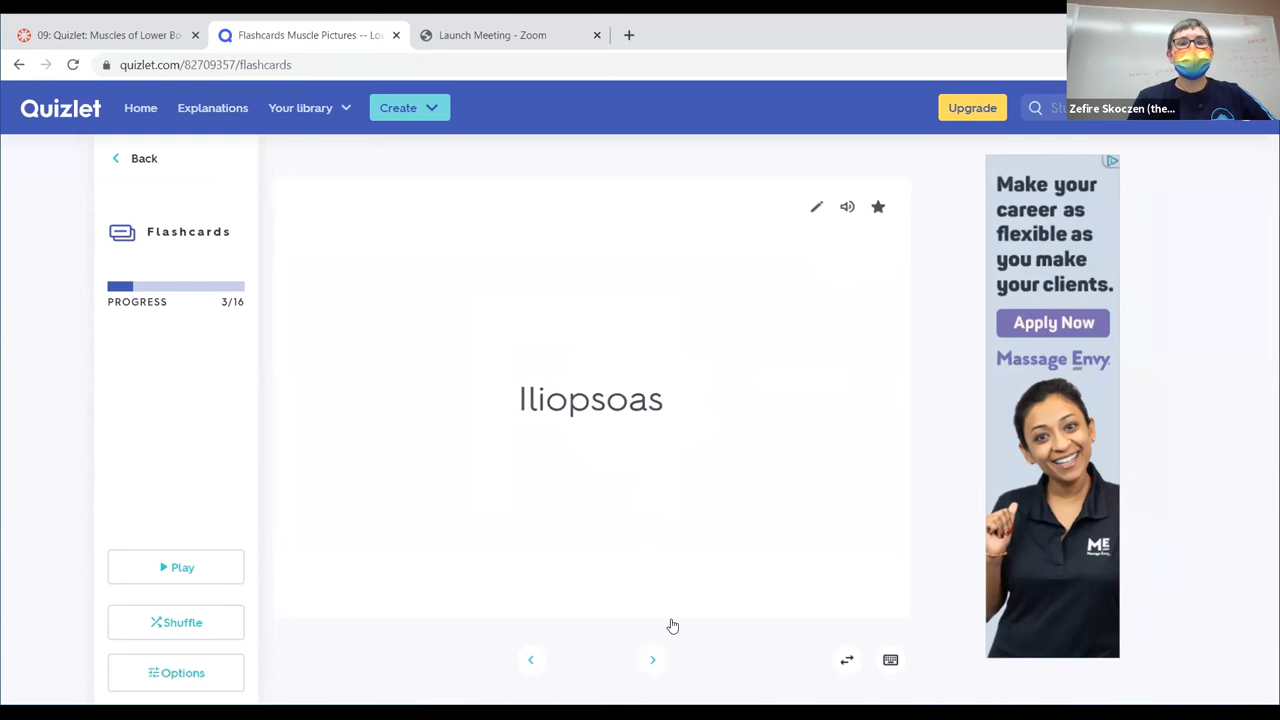 09: Quizlet: Muscles of Lower Bo
Flashcards Muscle Pictures -- Los
Launch Meeting - Zoom
quizlet.com/82709357/flashcards
Zefire Skoczen (the...
Quizlet
Home
Explanations
Your library
Create
Upgrade
Back
Flashcards
PROGRESS
3/16
Iliopsoas
Play
Shuffle
Options
Make your
career as
flexible as
you make
your clients.
Apply Now
Massage Envy
ME